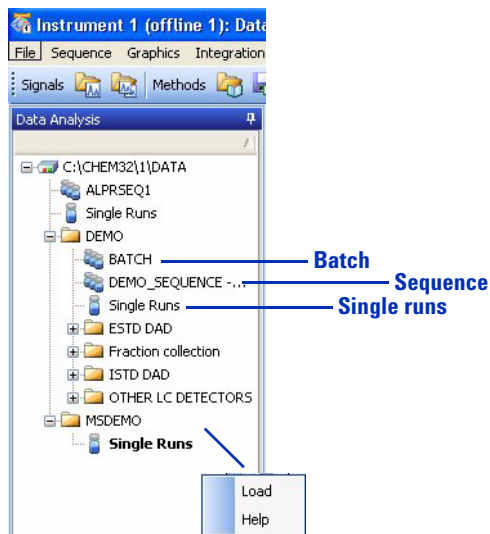 Instrument 1 (offline 1): Data
File Sequence Graphics Integration
Signals Methods
Data Analysis
C:\CHEM32\1\DATA
ALPRSEQ1
Single Runs
DEMO
BATCH Batch
DEMO_SEQUENCE -... Sequence
Single Runs Single runs
ESTD DAD
Fraction collection
ISTD DAD
OTHER LC DETECTORS
MSDEMO
Single Runs
Load
Help